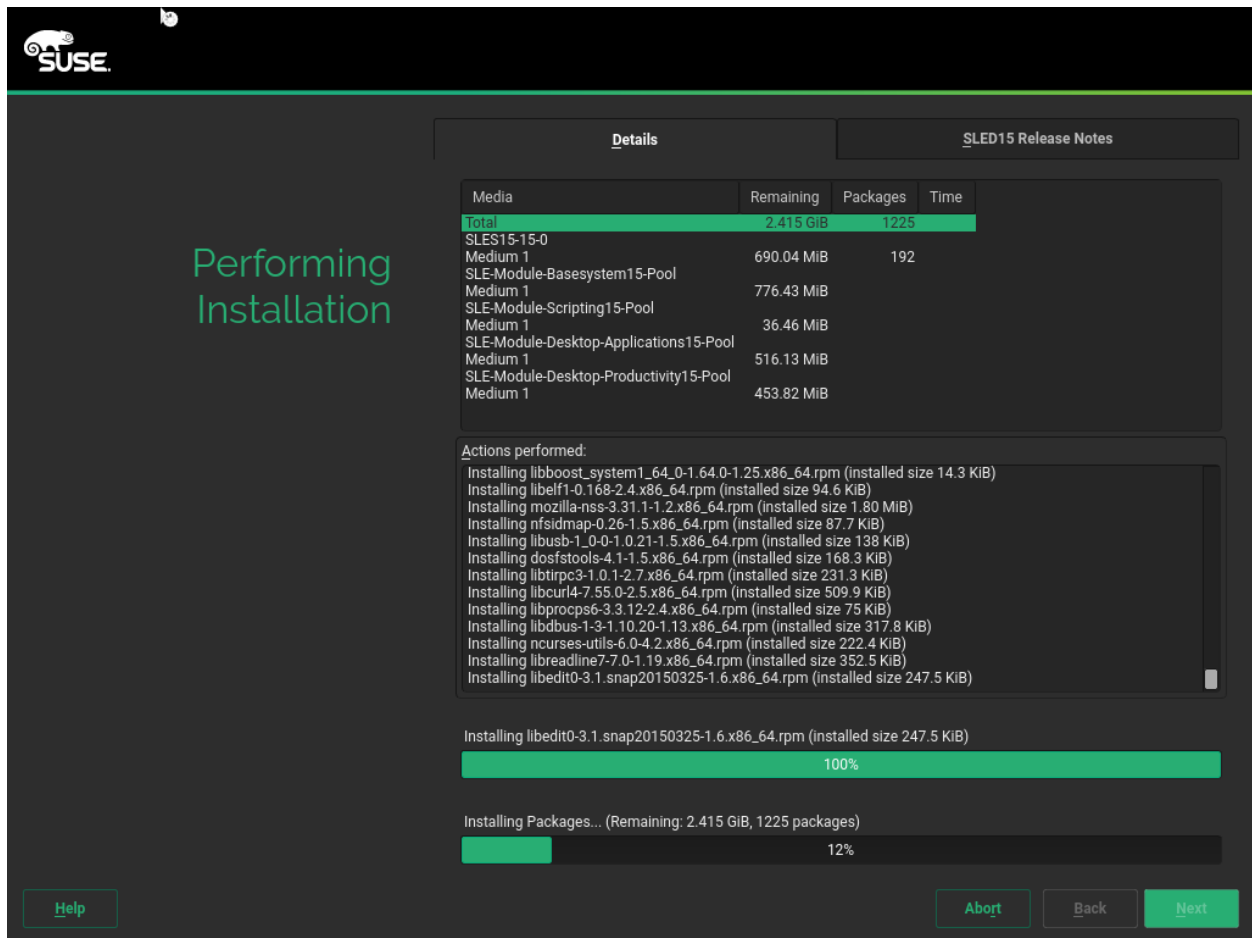 SUSE.
Details
SLED15 Release Notes
Performing
Installation
Media Remaining Packages Time
Total 2.415 GiB 1225
SLES15-15-0
Medium 1 690.04 MiB 192
SLE-Module-Basesystem15-Pool
Medium 1 776.43 MiB
SLE-Module-Scripting15-Pool
Medium 1 36.46 MiB
SLE-Module-Desktop-Applications15-Pool
Medium 1 516.13 MiB
SLE-Module-Desktop-Productivity15-Pool
Medium 1 453.82 MiB
Actions performed:
Installing libboost_system1_64_0-1.64.0-1.25.x86_64.rpm (installed size 14.3 KiB)
Installing libelf1-0.168-2.4.x86_64.rpm (installed size 94.6 KiB)
Installing mozilla-nss-3.31.1-1.2.x86_64.rpm (installed size 1.80 MiB)
Installing nfsidmap-0.26-1.5.x86_64.rpm (installed size 87.7 KiB)
Installing libusb-1_0-0-1.0.21-1.5.x86_64.rpm (installed size 138 KiB)
Installing dosfstools-4.1-1.5.x86_64.rpm (installed size 168.3 KiB)
Installing libtirpc3-1.0.1-2.7.x86_64.rpm (installed size 231.3 KiB)
Installing libcurl4-7.55.0-2.5.x86_64.rpm (installed size 509.9 KiB)
Installing libprocps6-3.3.12-2.4.x86_64.rpm (installed size 75 KiB)
Installing libdbus-1-3-1.10.20-1.13.x86_64.rpm (installed size 317.8 KiB)
Installing ncurses-utils-6.0-4.2.x86_64.rpm (installed size 222.4 KiB)
Installing libreadline7-7.0-1.19.x86_64.rpm (installed size 352.5 KiB)
Installing libedit0-3.1.snap20150325-1.6.x86_64.rpm (installed size 247.5 KiB)
Installing libedit0-3.1.snap20150325-1.6.x86_64.rpm (installed size 247.5 KiB)
100%
Installing Packages... (Remaining: 2.415 GiB, 1225 packages)
12%
Help
Abort
Back
Next